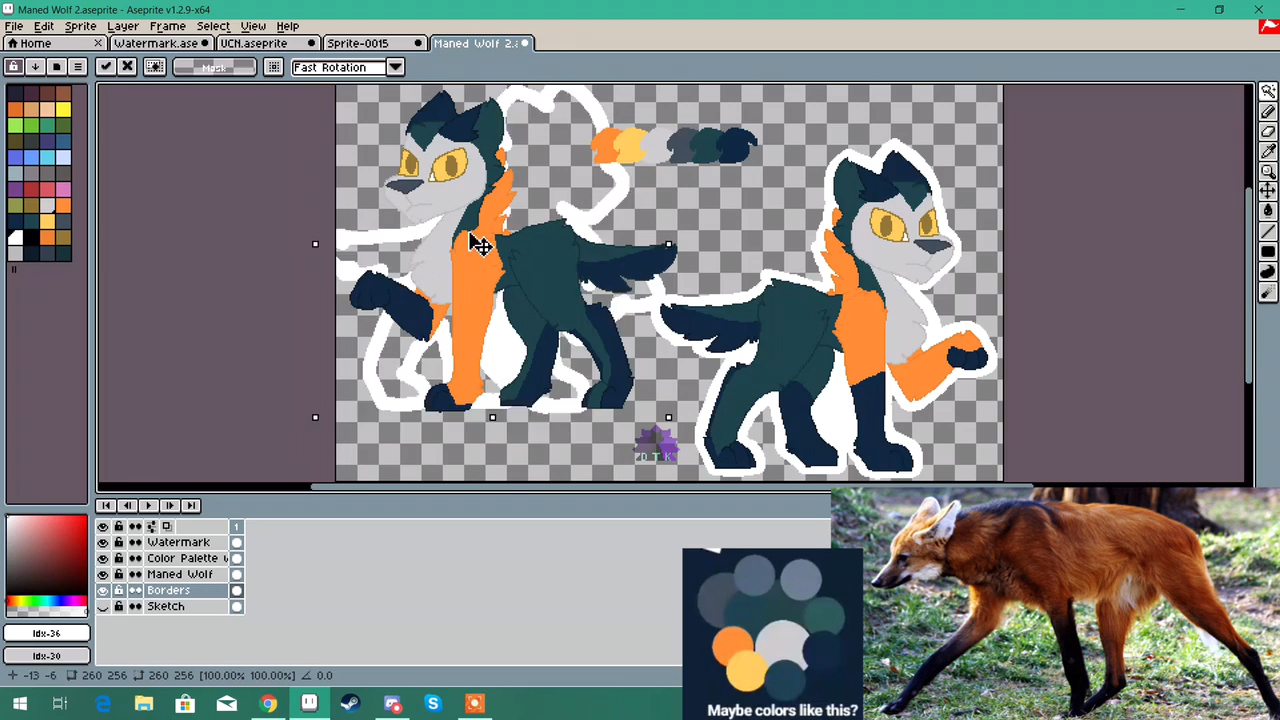 Maned Wolf 2.aseprite - Aseprite v1.2.9-x64
File Edit Sprite Layer Frame Select View Help
Home Watermark.ase UCN.aseprite Sprite-0015 Maned Wolf 2.a
Mask Fast Rotation
D T K
1
Watermark
Color Palette
Maned Wolf
Borders
Sketch
Idx-36
Idx-30
-13 -6 260 256 260 256 [100.00% 100.00%] 0.0
Maybe colors like this?